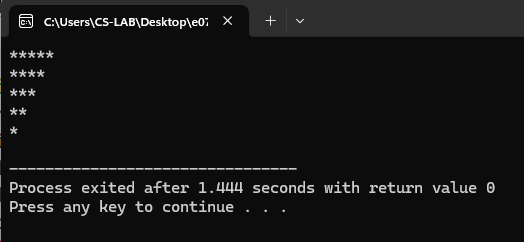 C:\Users\CS-LAB\Desktop\e07
*****
****
***
**
*
--------------------------------
Process exited after 1.444 seconds with return value 0
Press any key to continue . . .